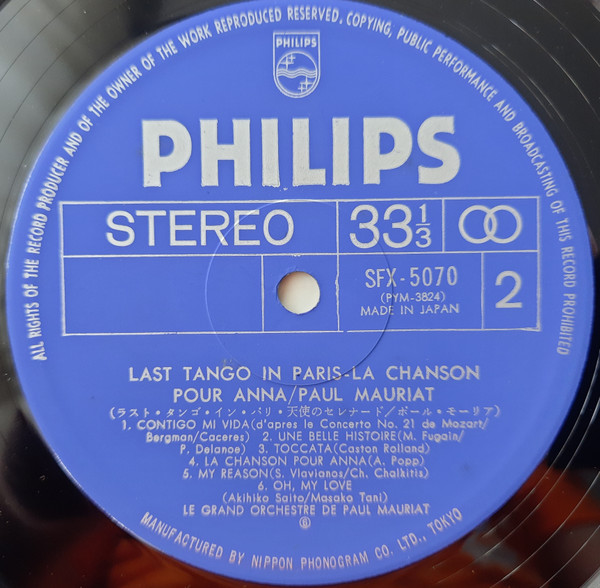 ALL RIGHTS OF THE RECORD PRODUCER AND OF THE OWNER OF THE WORK REPRODUCED RESERVED, COPYING, PUBLIC PERFORMANCE AND BROADCASTING OF THIS RECORD PROHIBITED
PHILIPS
PHILIPS
STEREO 33 1/3
SFX-5070
(PYM-3824)
MADE IN JAPAN
2
LAST TANGO IN PARIS-LA CHANSON
POUR ANNA/PAUL MAURIAT
(ラスト・タンゴ・イン・パリ・天使のセレナード/ポール・モーリア)
1. CONTIGO MI VIDA(d'apres le Concerto No. 21 de Mozart/
Bergman/Caceres) 2. UNE BELLE HISTOIRE(M. Fugain/
P. Delanoe) 3. TOCCATA(Caston Rolland)
4. LA CHANSON POUR ANNA(A. Popp)
5. MY REASON(S. Vlavianos/Ch. Chalkitis)
6. OH, MY LOVE
(Akihiko Saito/Masako Tani)
LE GRAND ORCHESTRE DE PAUL MAURIAT
Ⓢ
MANUFACTURED BY NIPPON PHONOGRAM CO. LTD., TOKYO